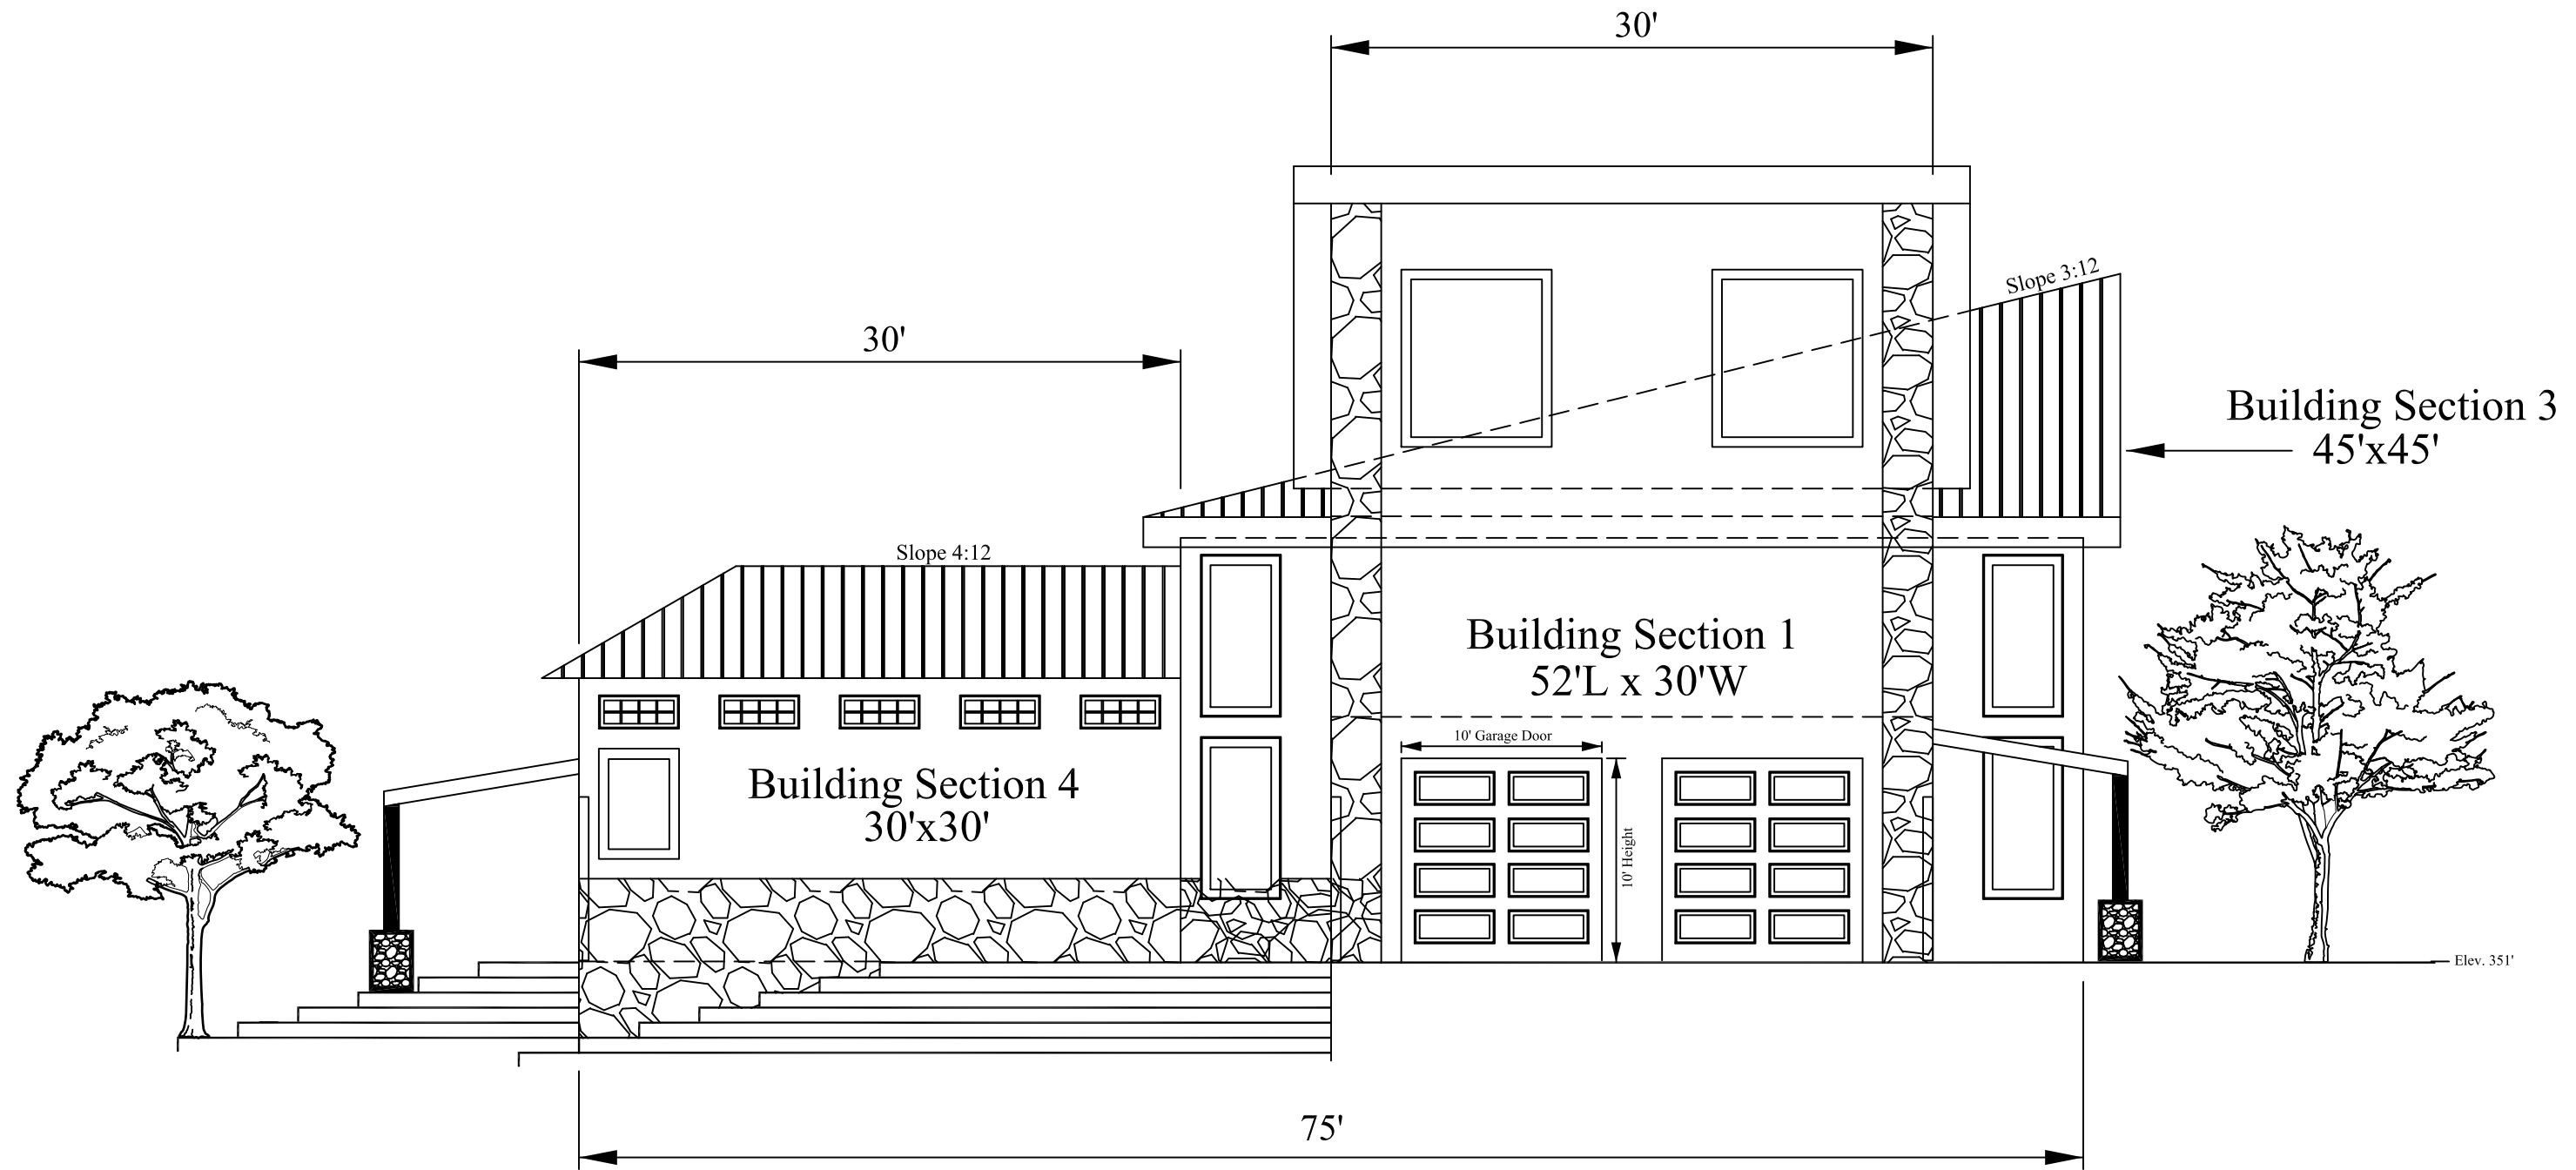 30'
Slope 3:12
30'
Building Section 3
45'x45'
Slope 4:12
Building Section 1
52'L x 30'W
10' Garage Door
Building Section 4
30'x30'
10' Height
Elev. 351'
75'